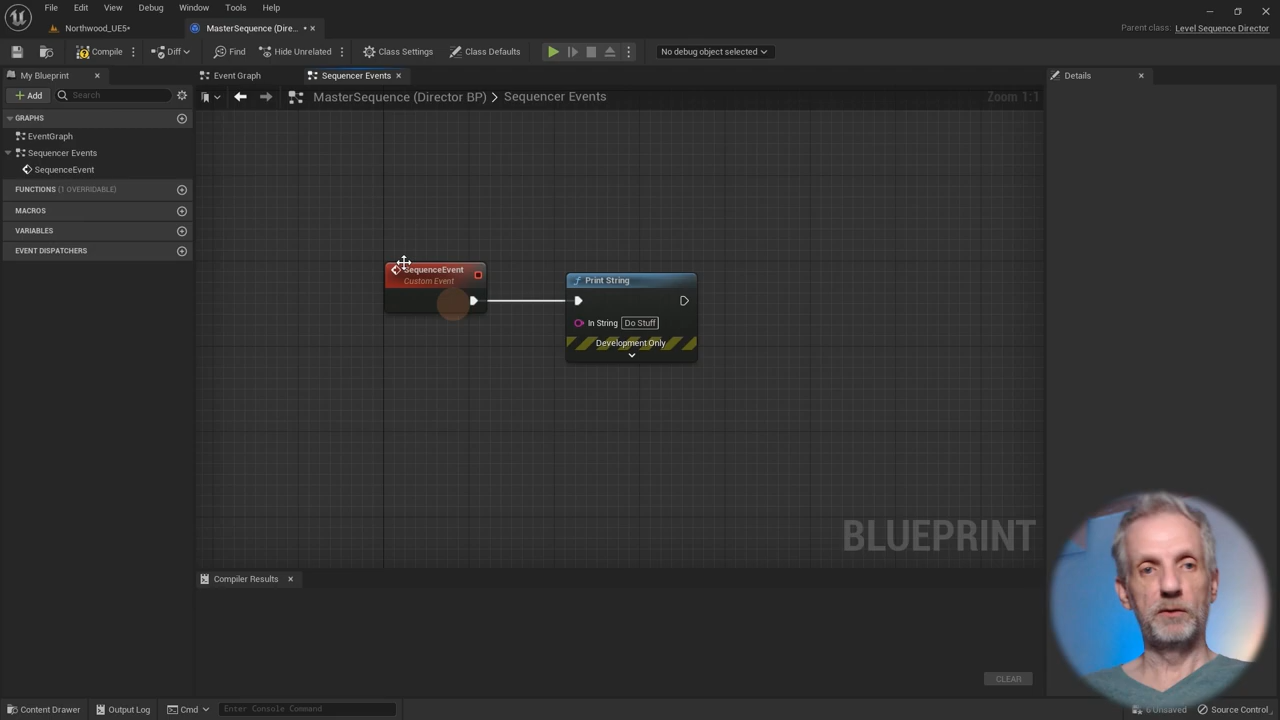 File Edit View Debug Window Tools Help
Northwood_UE5*
MasterSequence (Dire... *
Parent class: Level Sequence Director
Compile Diff Find Hide Unrelated Class Settings Class Defaults No debug object selected
My Blueprint
Event Graph
Sequencer Events
Details
Add Search
MasterSequence (Director BP) > Sequencer Events
Zoom 1:1
GRAPHS
EventGraph
Sequencer Events
SequenceEvent
FUNCTIONS (1 OVERRIDABLE)
MACROS
VARIABLES
EVENT DISPATCHERS
SequenceEvent
Custom Event
Print String
In String Do Stuff
Development Only
BLUEPRINT
Compiler Results
CLEAR
Content Drawer Output Log Cmd Enter Console Command
Unsaved Source Control